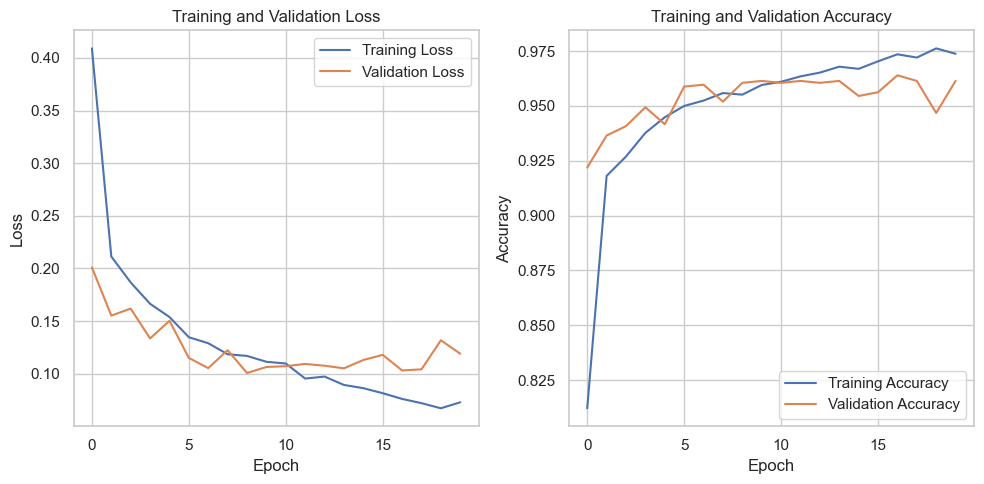 Training and Validation Loss
Training Loss
Validation Loss
0.40
0.35
0.30
0.25
0.20
0.15
0.10
Loss
0
5
10
15
Epoch
Training and Validation Accuracy
0.975
0.950
0.925
0.900
0.875
0.850
0.825
Accuracy
Training Accuracy
Validation Accuracy
0
5
10
15
Epoch